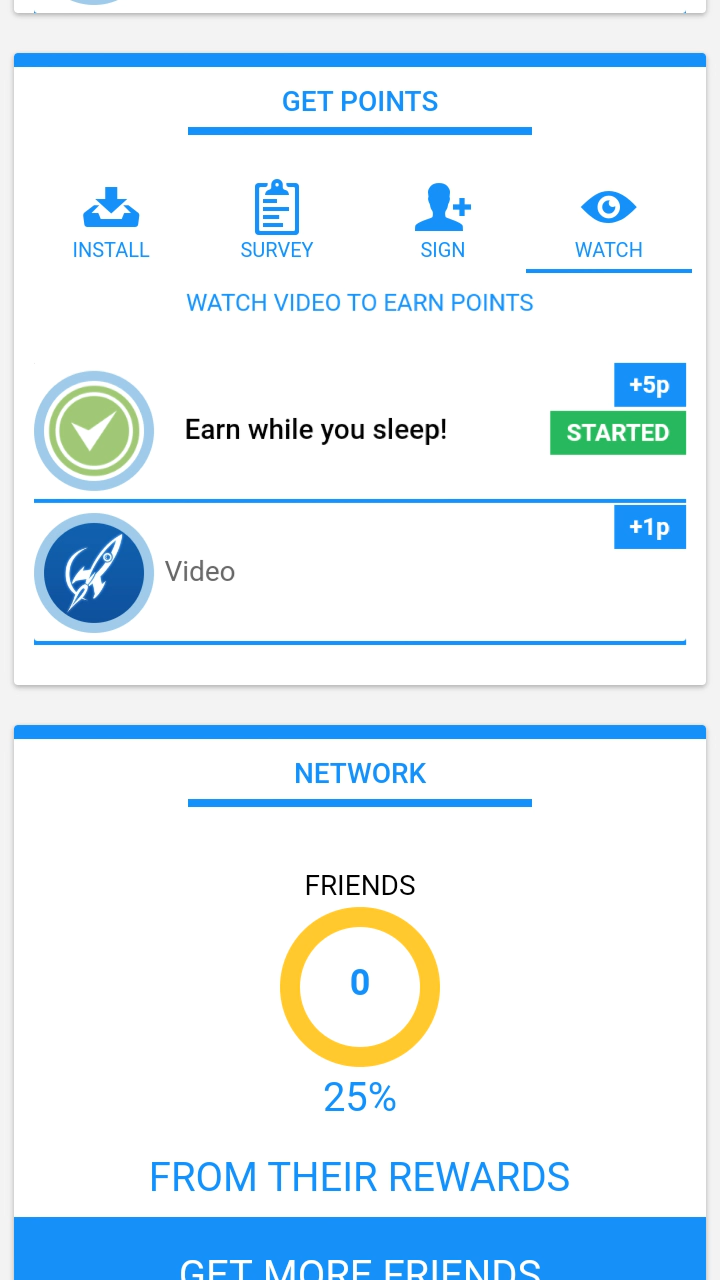 GET POINTS
INSTALL
SURVEY
SIGN
WATCH
WATCH VIDEO TO EARN POINTS
+5p
Earn while you sleep!
STARTED
+1p
Video
NETWORK
FRIENDS
0
25%
FROM THEIR REWARDS
GET MORE FRIENDS